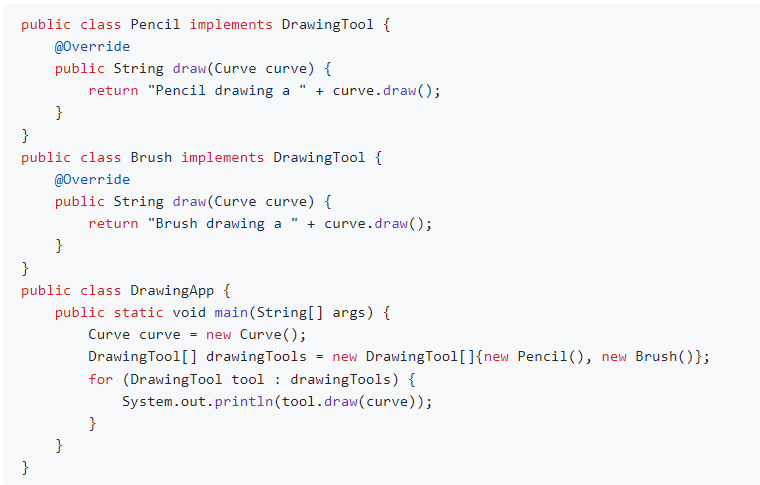 public class Pencil implements DrawingTool {
    @Override
    public String draw(Curve curve) {
        return "Pencil drawing a " + curve.draw();
    }
}
public class Brush implements DrawingTool {
    @Override
    public String draw(Curve curve) {
        return "Brush drawing a " + curve.draw();
    }
}
public class DrawingApp {
    public static void main(String[] args) {
        Curve curve = new Curve();
        DrawingTool[] drawingTools = new DrawingTool[]{new Pencil(), new Brush()};
        for (DrawingTool tool : drawingTools) {
            System.out.println(tool.draw(curve));
        }
    }
}